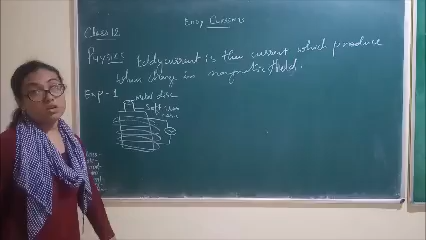 Eddy Currents
Class 12
Physics Eddy current is then current which produce
when change in magnetic field.
Exp - 1
metal disc
Soft iron
core